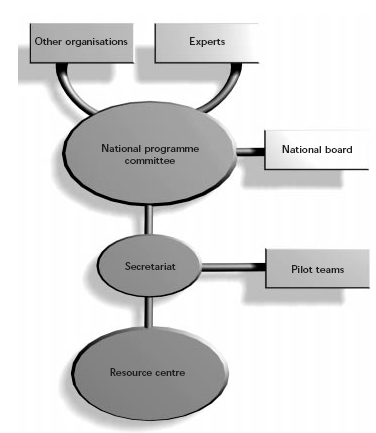 Other organisations
Experts
National programme
committee
National board
Secretariat
Pilot teams
Resource centre